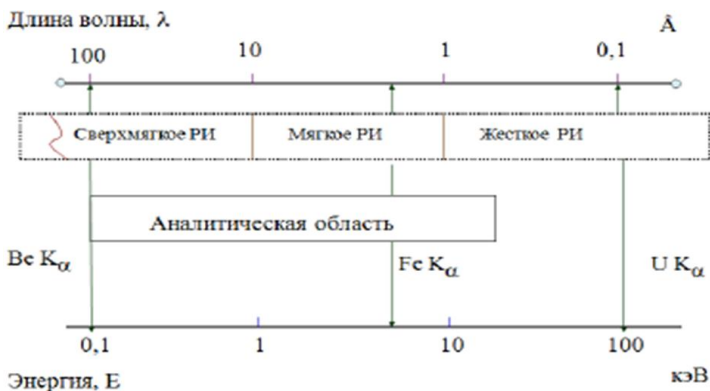 Длина волны, λ
Å
100 10 1 0,1
Сверхмягкое РИ Мягкое РИ Жесткое РИ
Аналитическая область
Be Kα Fe Kα U Kα
0,1 1 10 100
Энергия, E кэВ